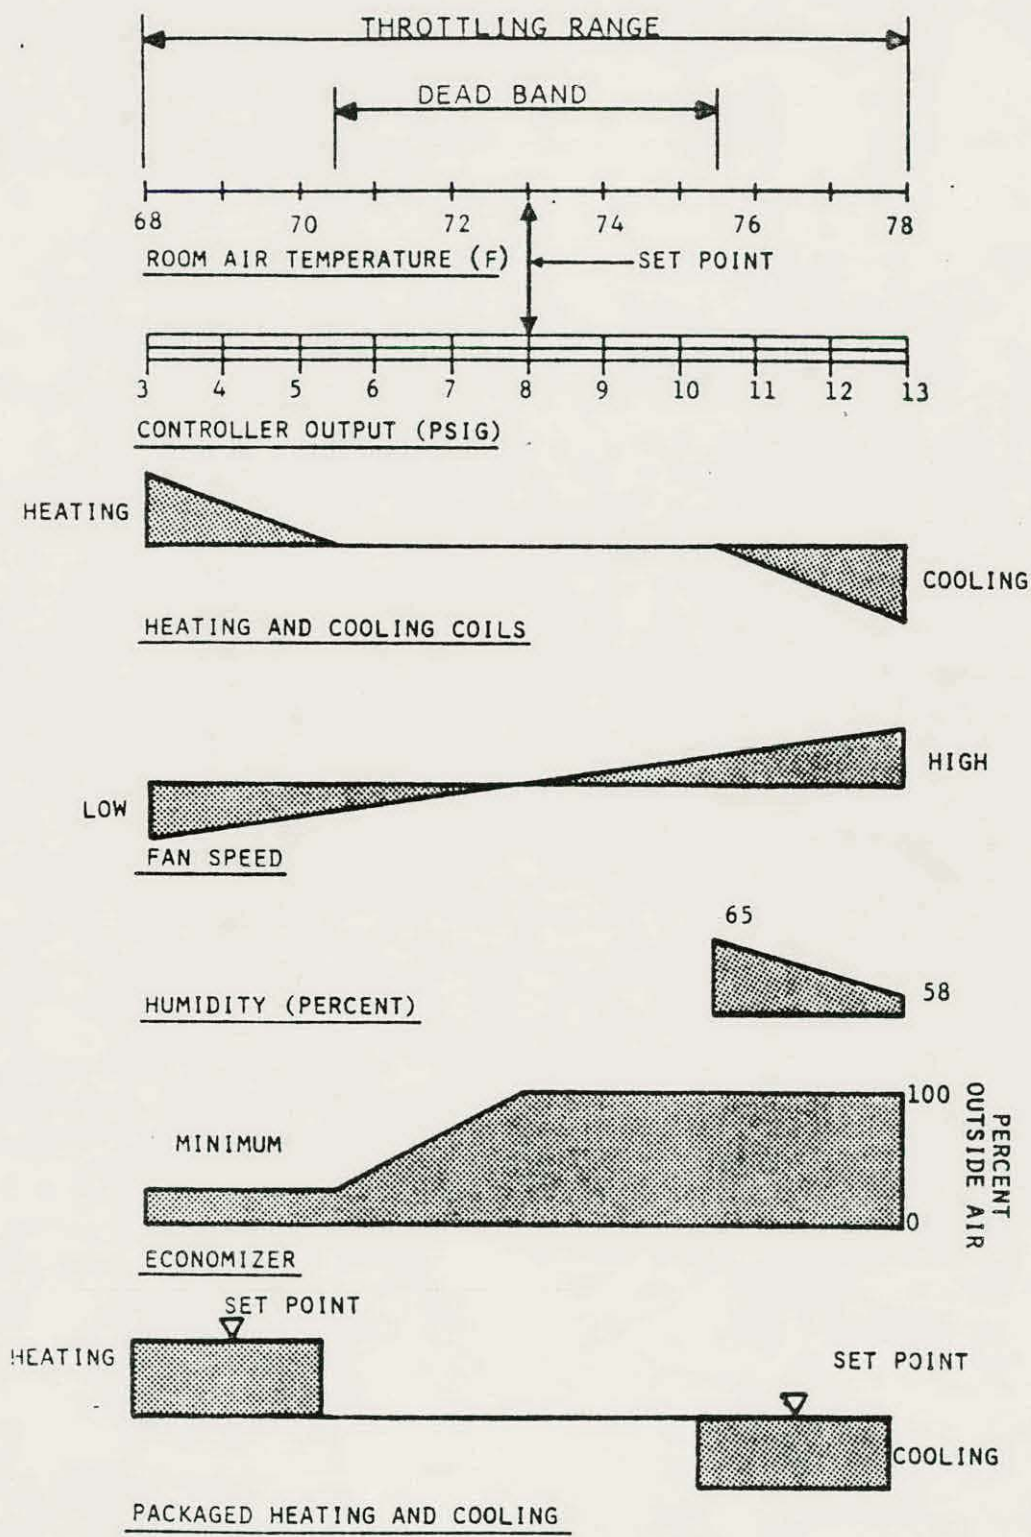 THROTTLING RANGE
DEAD BAND
68 70 72 74 76 78
ROOM AIR TEMPERATURE (F)
SET POINT
3 4 5 6 7 8 9 10 11 12 13
CONTROLLER OUTPUT (PSIG)
HEATING
COOLING
HEATING AND COOLING COILS
HIGH
LOW
FAN SPEED
65
58
HUMIDITY (PERCENT)
100
MINIMUM
PERCENT
OUTSIDE AIR
0
ECONOMIZER
SET POINT
HEATING
SET POINT
COOLING
PACKAGED HEATING AND COOLING